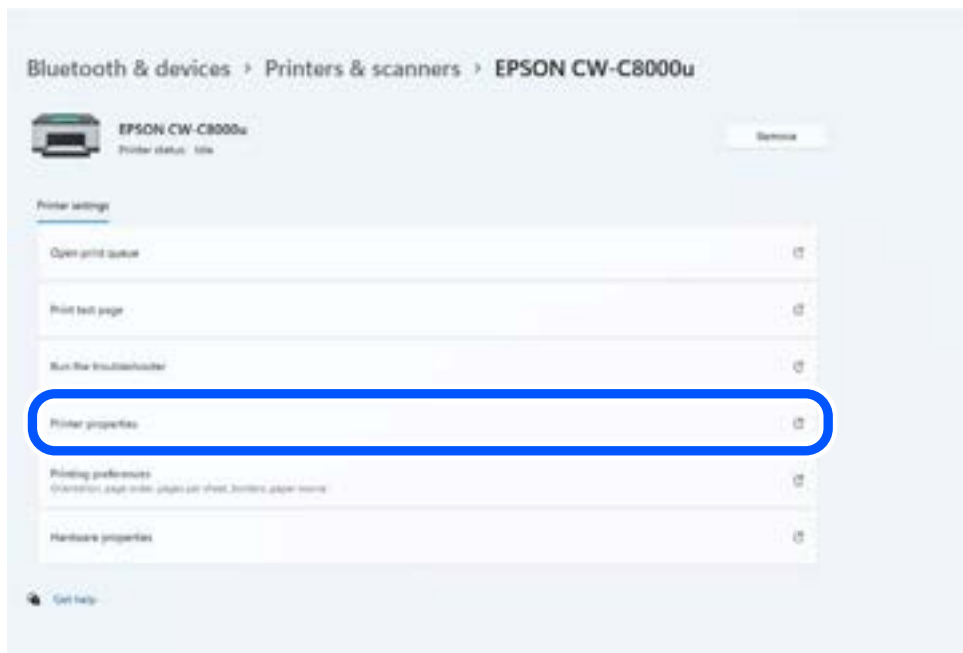 Bluetooth & devices › Printers & scanners › EPSON CW-C8000u
EPSON CW-C8000u
Printer status: Idle
Remove
Printer settings
Open print queue
Print test page
Run the troubleshooter
Printer properties
Printing preferences
Orientation, page order, pages per sheet, borders, paper source
Hardware properties
Get help